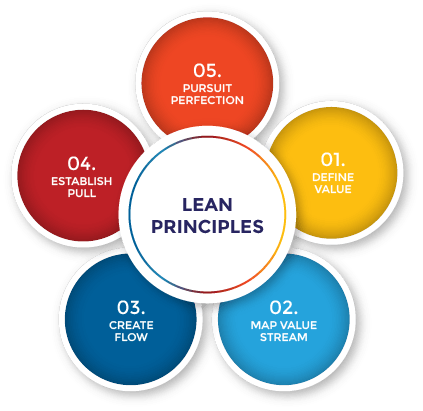 LEAN
PRINCIPLES
01.
DEFINE
VALUE
02.
MAP VALUE
STREAM
03.
CREATE
FLOW
04.
ESTABLISH
PULL
05.
PURSUIT
PERFECTION